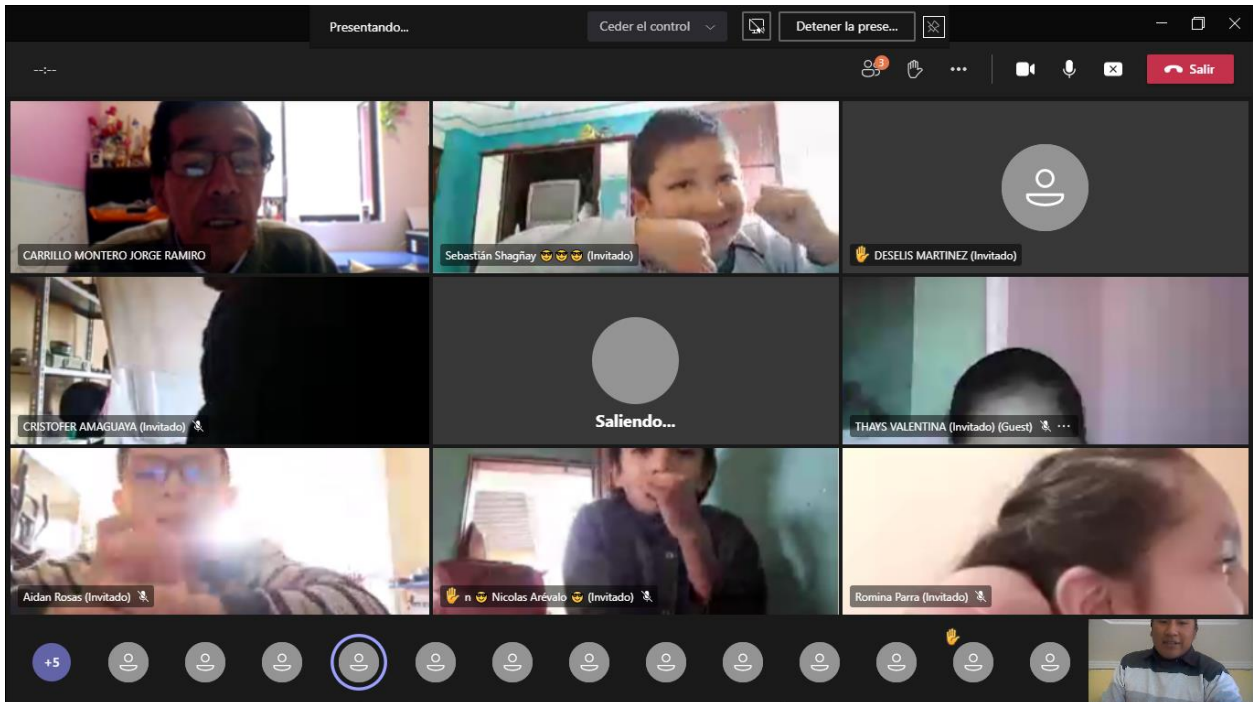 Presentando...
Ceder el control
Detener la prese...
--:--
3
Salir
CARRILLO MONTERO JORGE RAMIRO
Sebastián Shagñay 😎😎😎 (Invitado)
🖐 DESELIS MARTINEZ (Invitado)
CRISTOFER AMAGUAYA (Invitado)
Saliendo...
THAYS VALENTINA (Invitado) (Guest) ...
Aidan Rosas (Invitado)
🖐 n 😎 Nicolas Arévalo 😎 (Invitado)
Romina Parra (Invitado)
+5